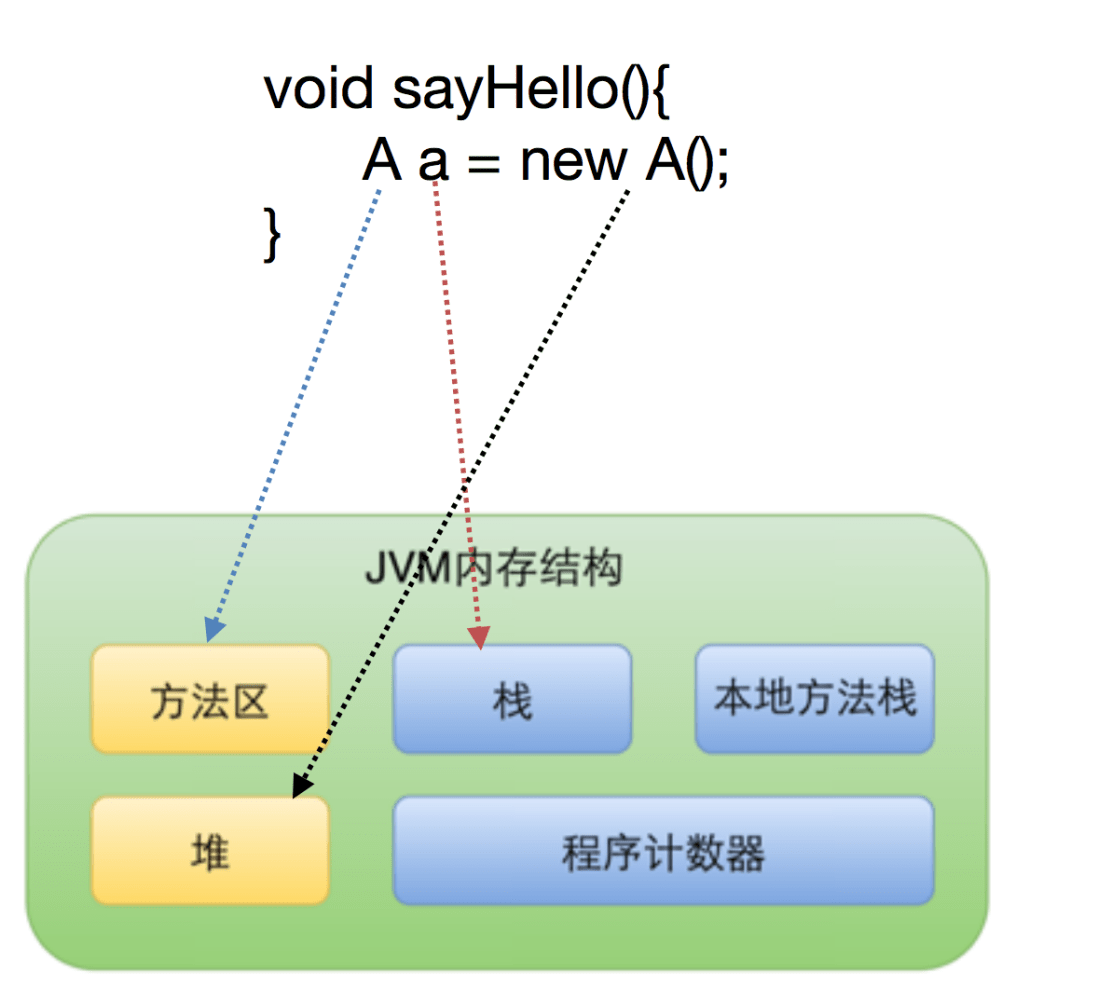 void sayHello(){
A a = new A();
}
JVM内存结构
方法区
栈
本地方法栈
堆
程序计数器